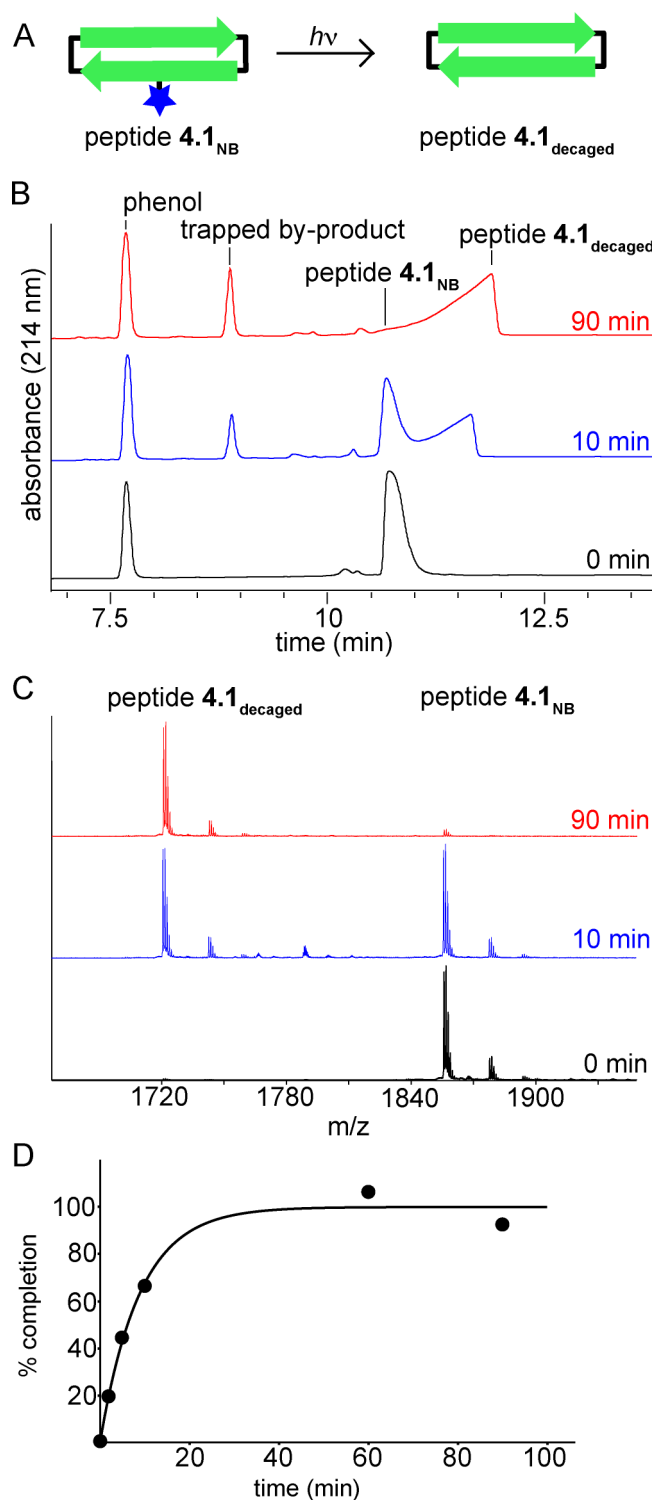 A
hν
peptide 4.1NB
peptide 4.1decaged
B
phenol
trapped by-product
peptide 4.1NB
peptide 4.1decaged
90 min
10 min
0 min
absorbance (214 nm)
7.5
10
12.5
time (min)
C
peptide 4.1decaged
peptide 4.1NB
90 min
10 min
0 min
1720
1780
1840
1900
m/z
D
% completion
100
80
60
40
20
20
40
60
80
100
time (min)